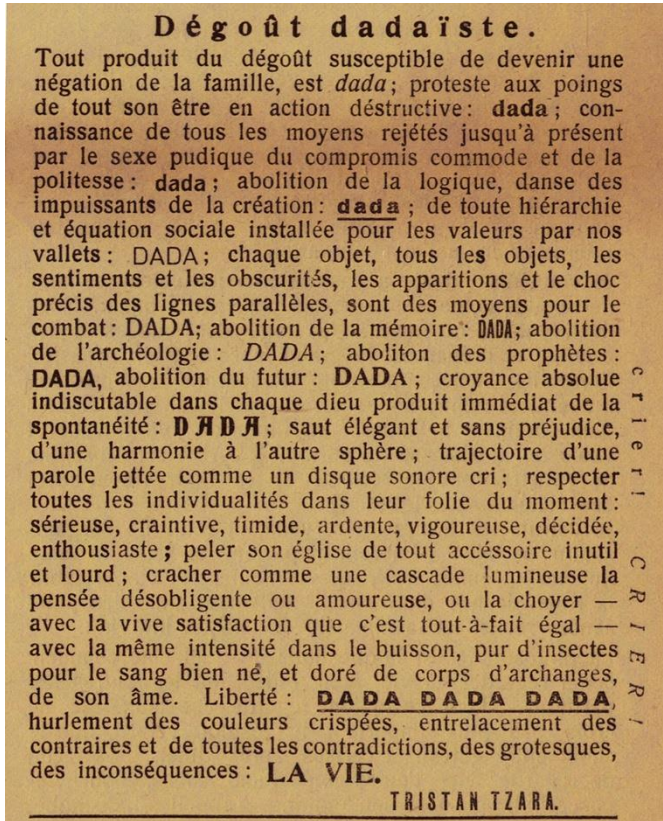 Dégoût dadaïste.
Tout produit du dégoût susceptible de devenir une
négation de la famille, est dada; proteste aux poings
de tout son être en action déstructive: dada; con-
naissance de tous les moyens rejétés jusqu'à présent
par le sexe pudique du compromis commode et de la
politesse: dada; abolition de la logique, danse des
impuissants de la création: dada; de toute hiérarchie
et équation sociale installée pour les valeurs par nos
vallets: DADA; chaque objet, tous les objets, les
sentiments et les obscurités, les apparitions et le choc
précis des lignes parallèles, sont des moyens pour le
combat: DADA; abolition de la mémoire: DADA; abolition
de l'archéologie: DADA; aboliton des prophètes:
DADA, abolition du futur: DADA; croyance absolue
indiscutable dans chaque dieu produit immédiat de la
spontanéité: DADA; saut élégant et sans préjudice,
d'une harmonie à l'autre sphère; trajectoire d'une
parole jettée comme un disque sonore cri; respecter
toutes les individualités dans leur folie du moment:
sérieuse, craintive, timide, ardente, vigoureuse, décidée,
enthousiaste; peler son église de tout accéssoire inutil
et lourd; cracher comme une cascade lumineuse la
pensée désobligente ou amoureuse, ou la choyer —
avec la vive satisfaction que c'est tout-à-fait égal —
avec la même intensité dans le buisson, pur d'insectes
pour le sang bien né, et doré de corps d'archanges,
de son âme. Liberté: DADA DADA DADA,
hurlement des couleurs crispées, entrelacement des
contraires et de toutes les contradictions, des grotesques,
des inconséquences: LA VIE.
TRISTAN TZARA.
crier! CRIER!